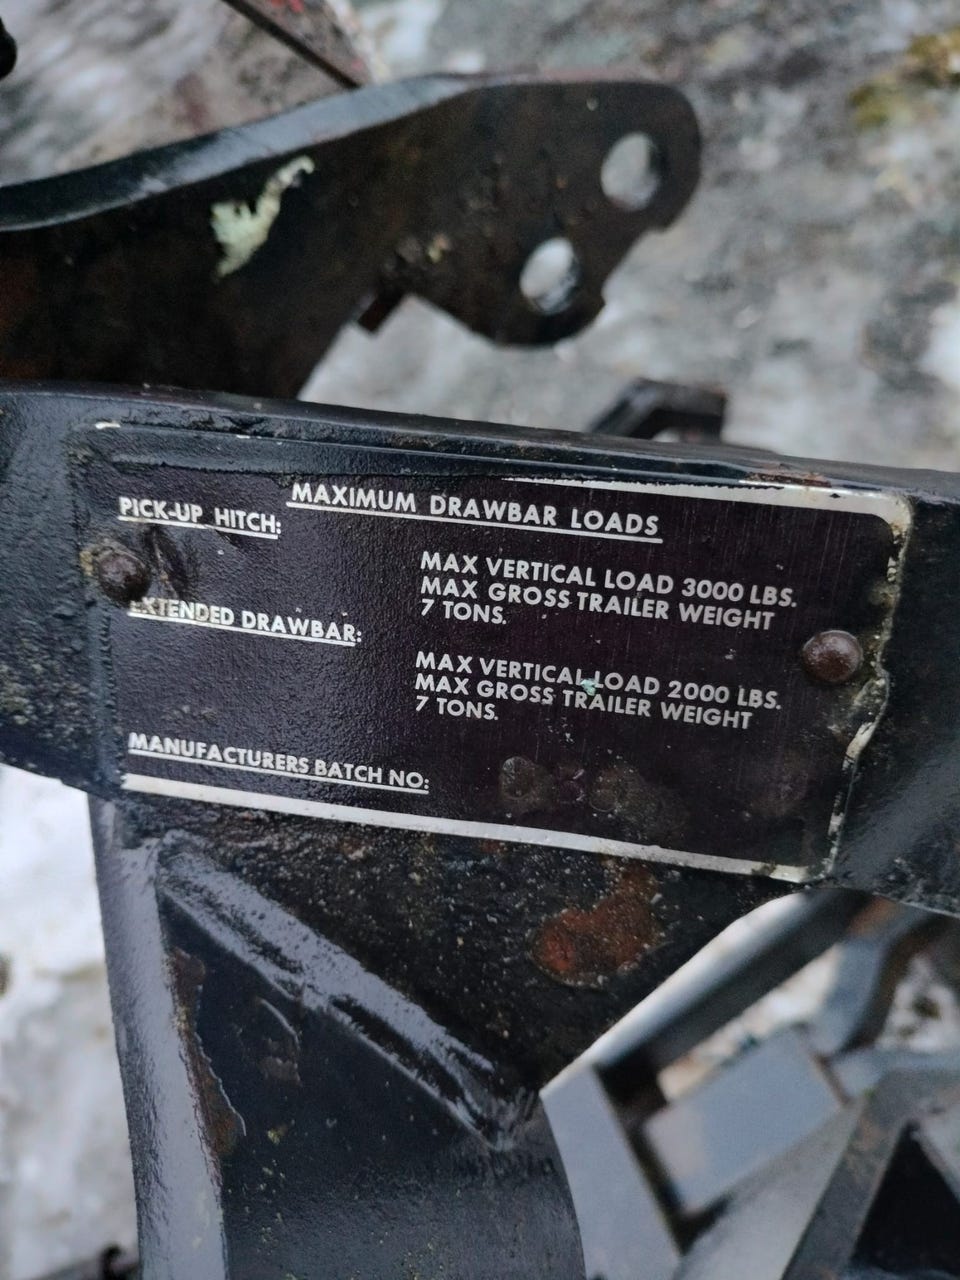 MAXIMUM DRAWBAR LOADS
PICK-UP HITCH:
MAX VERTICAL LOAD 3000 LBS.
MAX GROSS TRAILER WEIGHT
7 TONS.
EXTENDED DRAWBAR:
MAX VERTICAL LOAD 2000 LBS.
MAX GROSS TRAILER WEIGHT
7 TONS.
MANUFACTURERS BATCH NO: